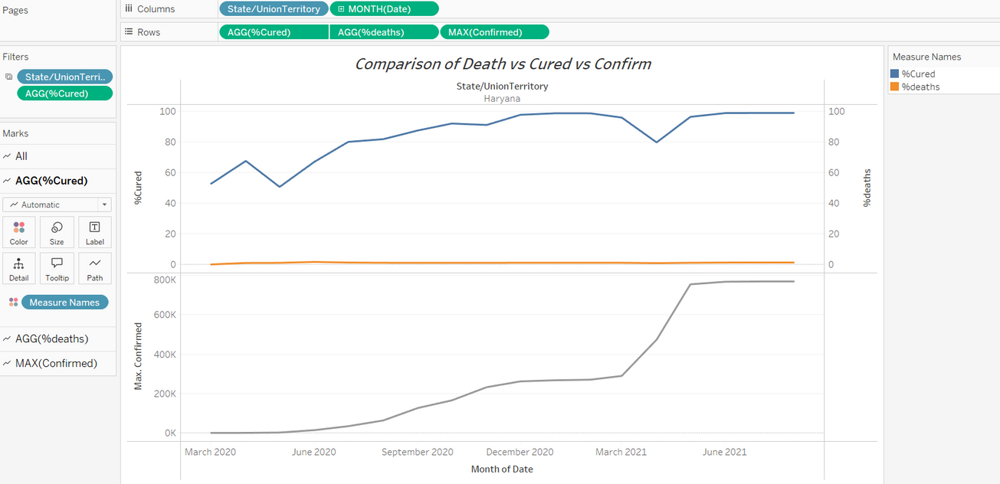 Pages
Columns
State/UnionTerritory
MONTH(Date)
Rows
AGG(%Cured)
AGG(%deaths)
MAX(Confirmed)
Filters
State/UnionTerri..
AGG(%Cured)
Marks
All
AGG(%Cured)
Automatic
Color Size Label
Detail Tooltip Path
Measure Names
AGG(%deaths)
MAX(Confirmed)
Comparison of Death vs Cured vs Confirm
State/UnionTerritory
Haryana
%Cured
100
80
60
40
20
0
100
80
60
40
20
0
%deaths
Max. Confirmed
800K
600K
400K
200K
0K
March 2020 June 2020 September 2020 December 2020 March 2021 June 2021
Month of Date
Measure Names
%Cured
%deaths